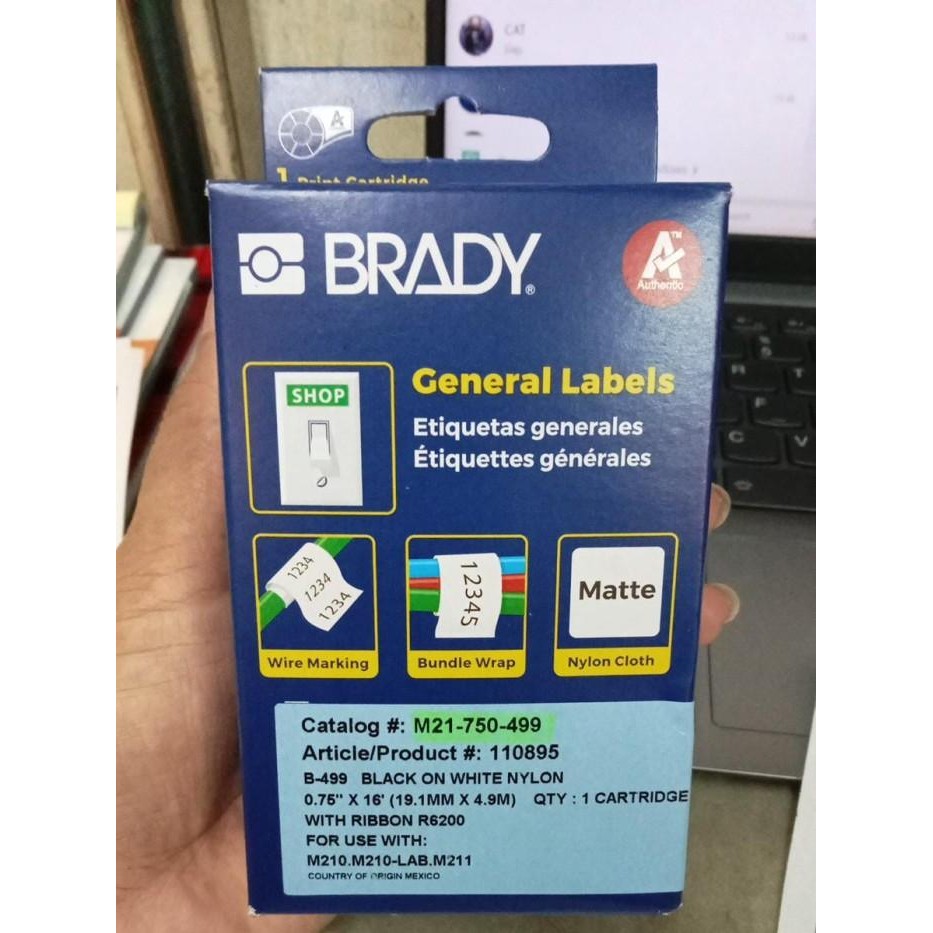 CAT
A
1 Print Cartridge
BRADY®
A™
Authentic
SHOP
General Labels
Etiquetas generales
Étiquettes générales
1234
1234
1234
Wire Marking
12345
Bundle Wrap
Matte
Nylon Cloth
Catalog #: M21-750-499
Article/Product #: 110895
B-499 BLACK ON WHITE NYLON
0.75" X 16' (19.1MM X 4.9M) QTY : 1 CARTRIDGE
WITH RIBBON R6200
FOR USE WITH:
M210.M210-LAB.M211
COUNTRY OF ORIGIN MEXICO
R
T
D
F
G
C
V